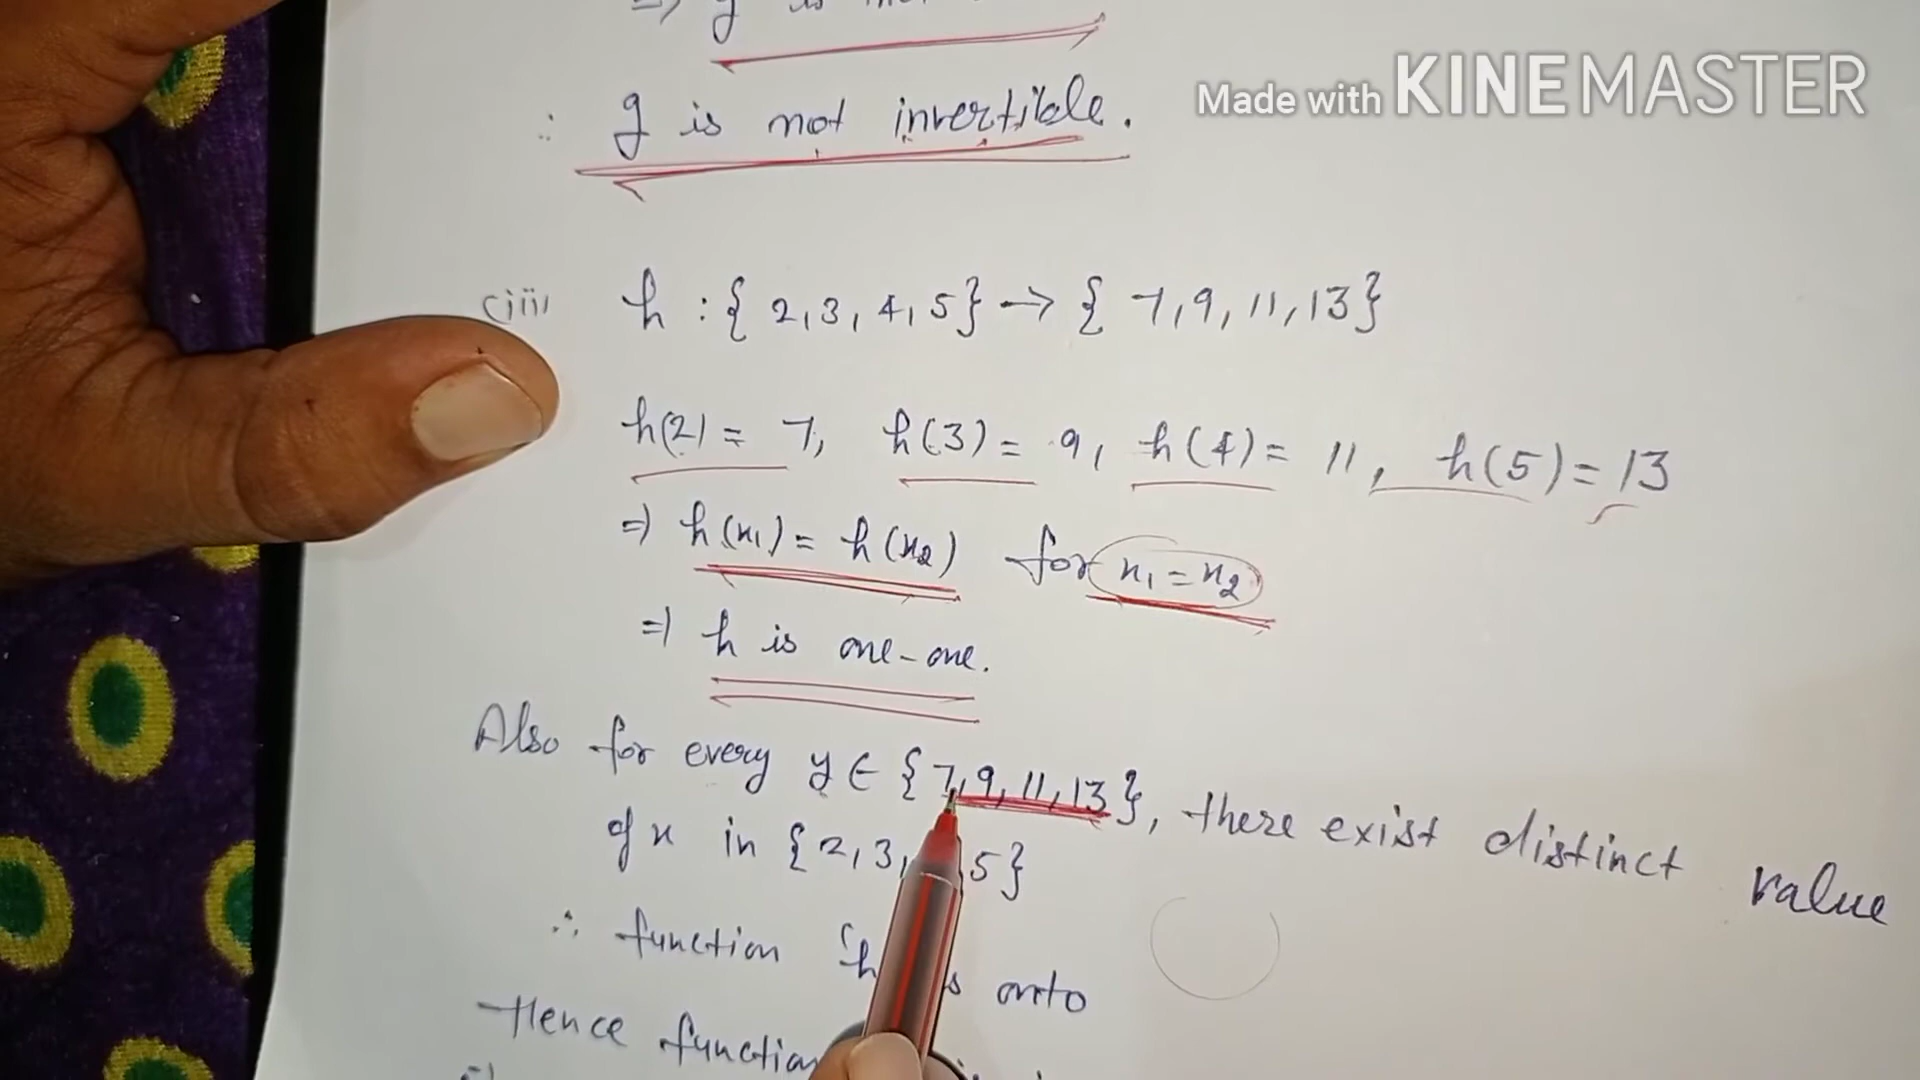 Made with KINEMASTER
∴ g is not invertible.
(iii) h : { 2, 3, 4, 5} → { 7, 9, 11, 13}
h(2) = 7, h(3) = 9, h(4) = 11, h(5) = 13
⇒ h(x₁) = h(x₂) for x₁ = x₂
⇒ h is one-one.
Also for every y ∈ {7, 9, 11, 13}, there exist distinct value
of x in {2, 3, 5}
∴ function 'h onto
Hence function